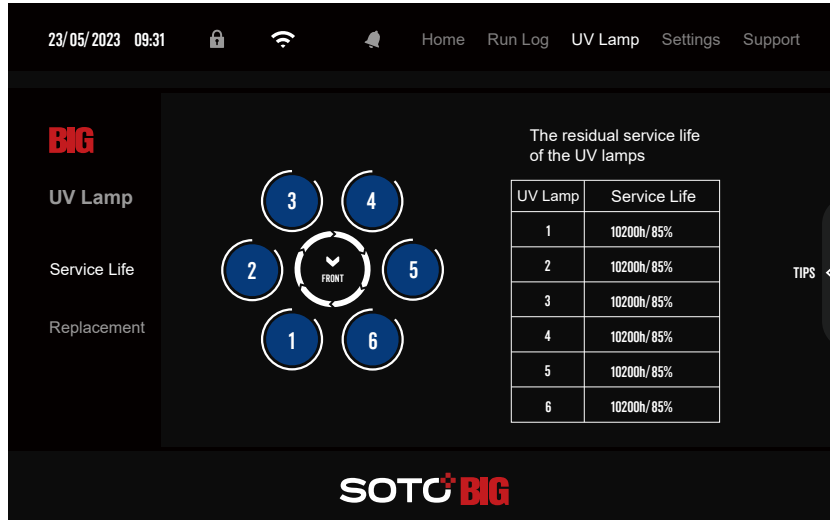 23/05/2023 09:31 Home Run Log UV Lamp Settings Support
BIG
UV Lamp
Service Life
Replacement
3 4
2 FRONT 5
1 6
The residual service life
of the UV lamps
UV Lamp Service Life
1 10200h/85%
2 10200h/85%
3 10200h/85%
4 10200h/85%
5 10200h/85%
6 10200h/85%
TIPS
SOTO BIG